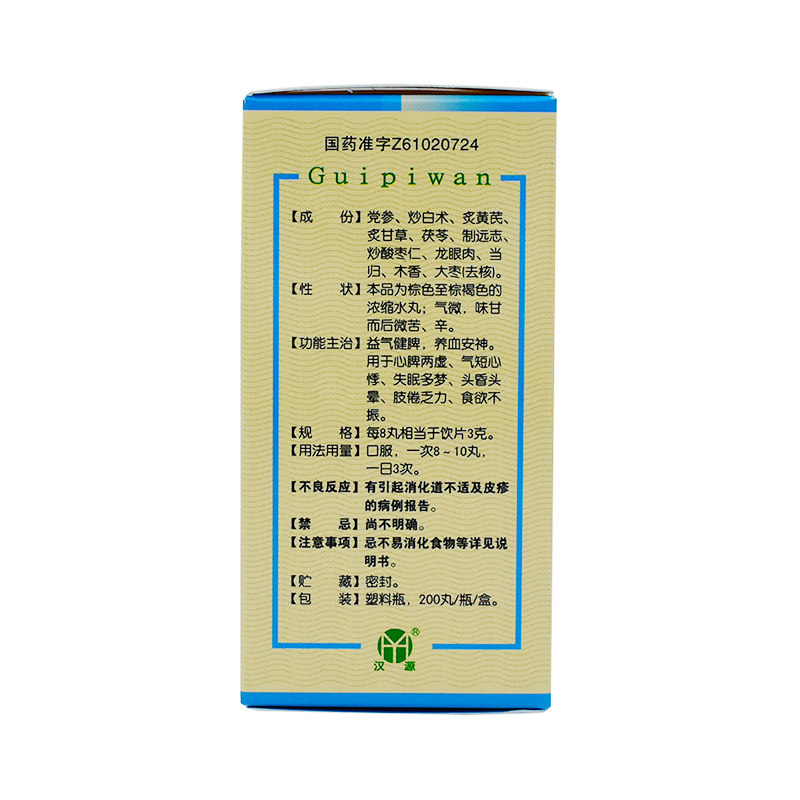 国药准字Z61020724
Guipiwan
【成 份】党参、炒白术、炙黄芪、
炙甘草、茯苓、制远志、
炒酸枣仁、龙眼肉、当
归、木香、大枣(去核)。
【性 状】本品为棕色至棕褐色的
浓缩水丸；气微，味甘
而后微苦、辛。
【功能主治】益气健脾，养血安神。
用于心脾两虚、气短心
悸、失眠多梦、头昏头
晕、肢倦乏力、食欲不
振。
【规 格】每8丸相当于饮片3克。
【用法用量】口服，一次8～10丸，
一日3次。
【不良反应】有引起消化道不适及皮疹
的病例报告。
【禁 忌】尚不明确。
【注意事项】忌不易消化食物等详见说
明书。
【贮 藏】密封。
【包 装】塑料瓶，200丸/瓶/盒。
®
汉 源